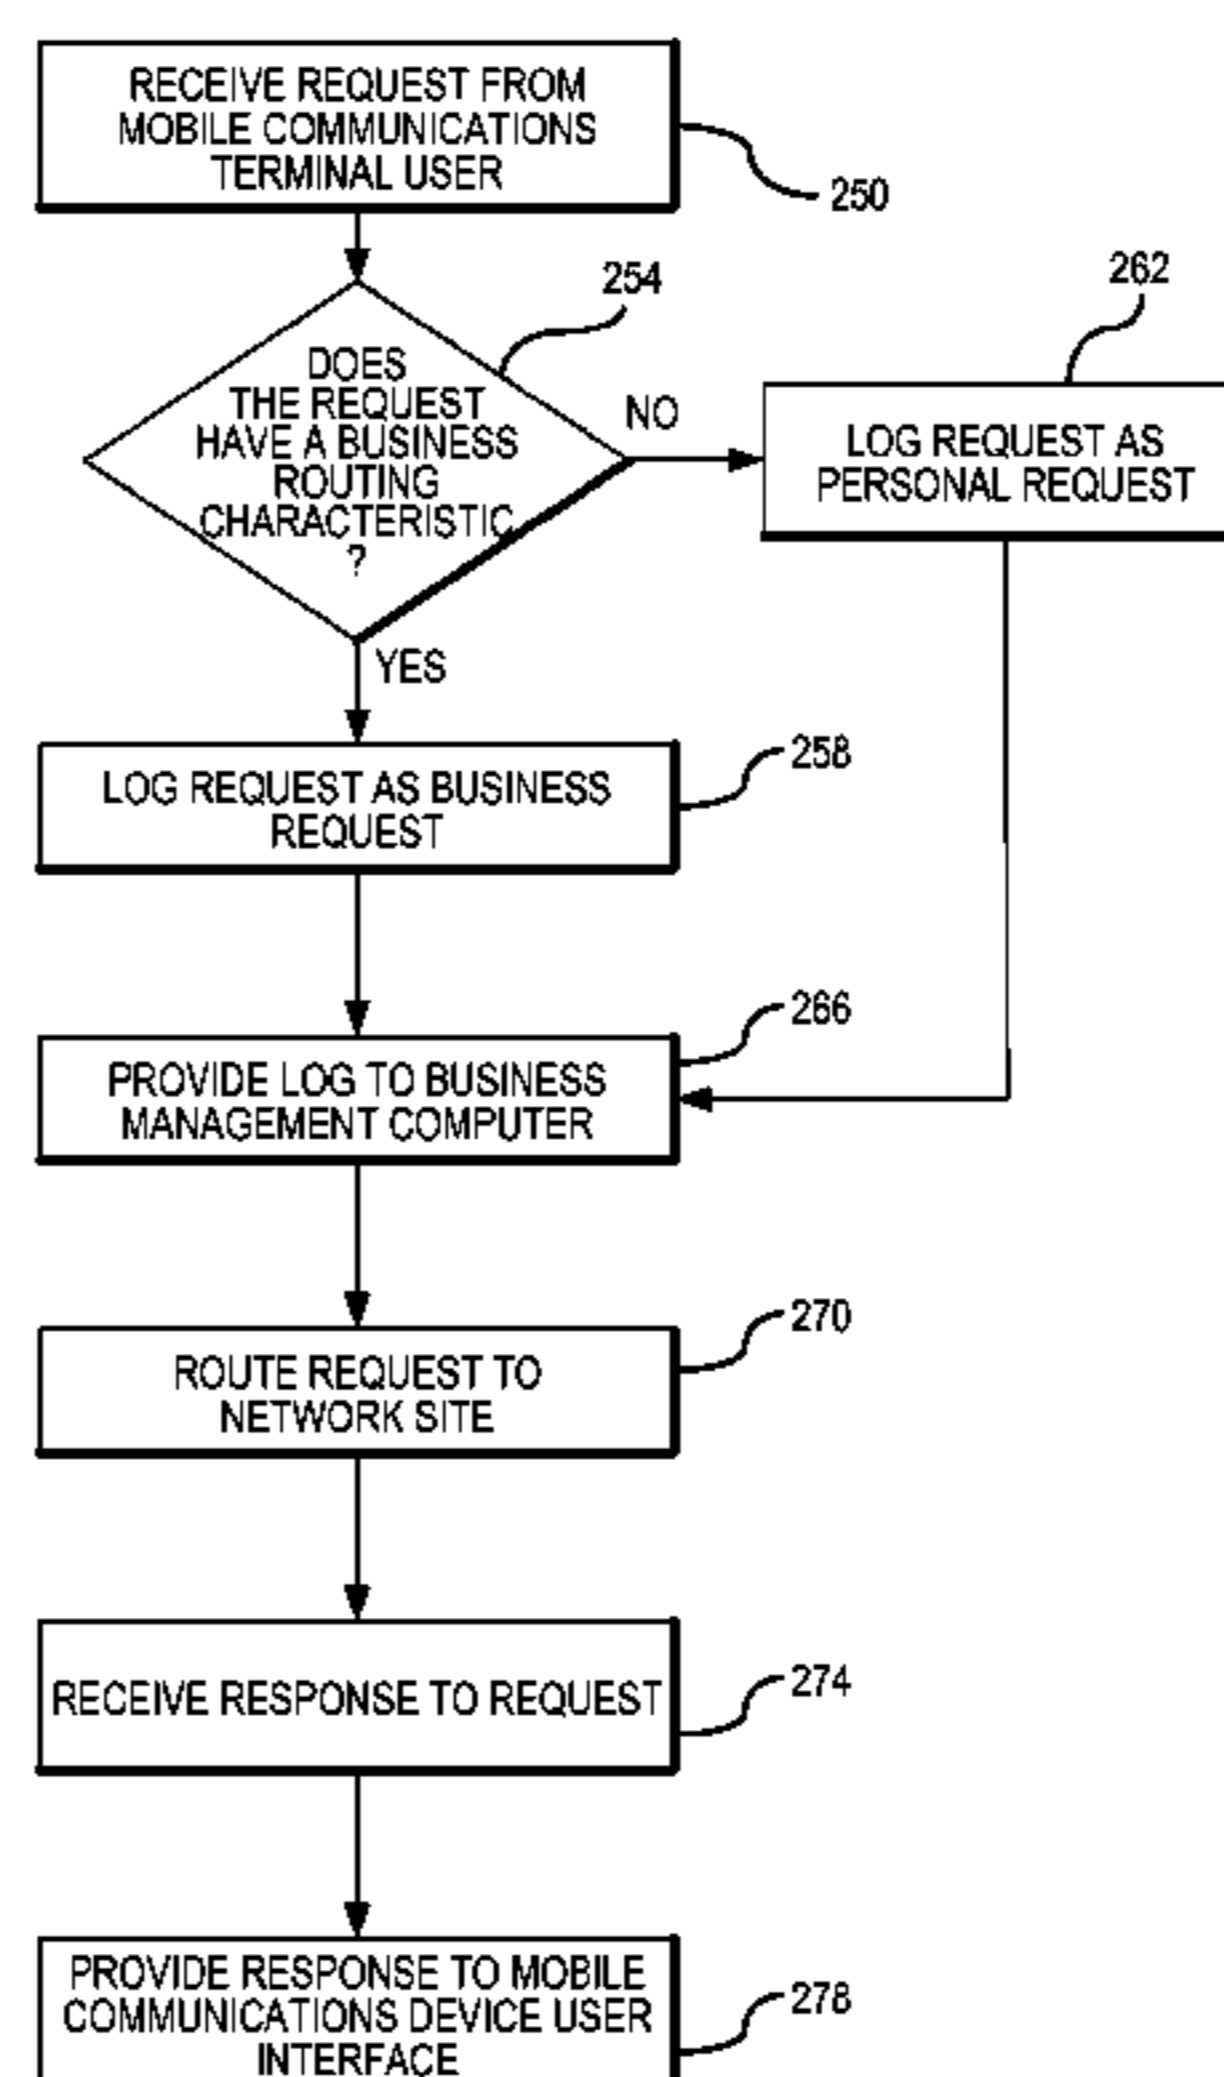 RECEIVE REQUEST FROM
MOBILE COMMUNICATIONS
TERMINAL USER
250
254
DOES
THE REQUEST
HAVE A BUSINESS
ROUTING
CHARACTERISTIC
?
NO
262
LOG REQUEST AS
PERSONAL REQUEST
YES
258
LOG REQUEST AS BUSINESS
REQUEST
266
PROVIDE LOG TO BUSINESS
MANAGEMENT COMPUTER
270
ROUTE REQUEST TO
NETWORK SITE
274
RECEIVE RESPONSE TO REQUEST
278
PROVIDE RESPONSE TO MOBILE
COMMUNICATIONS DEVICE USER
INTERFACE